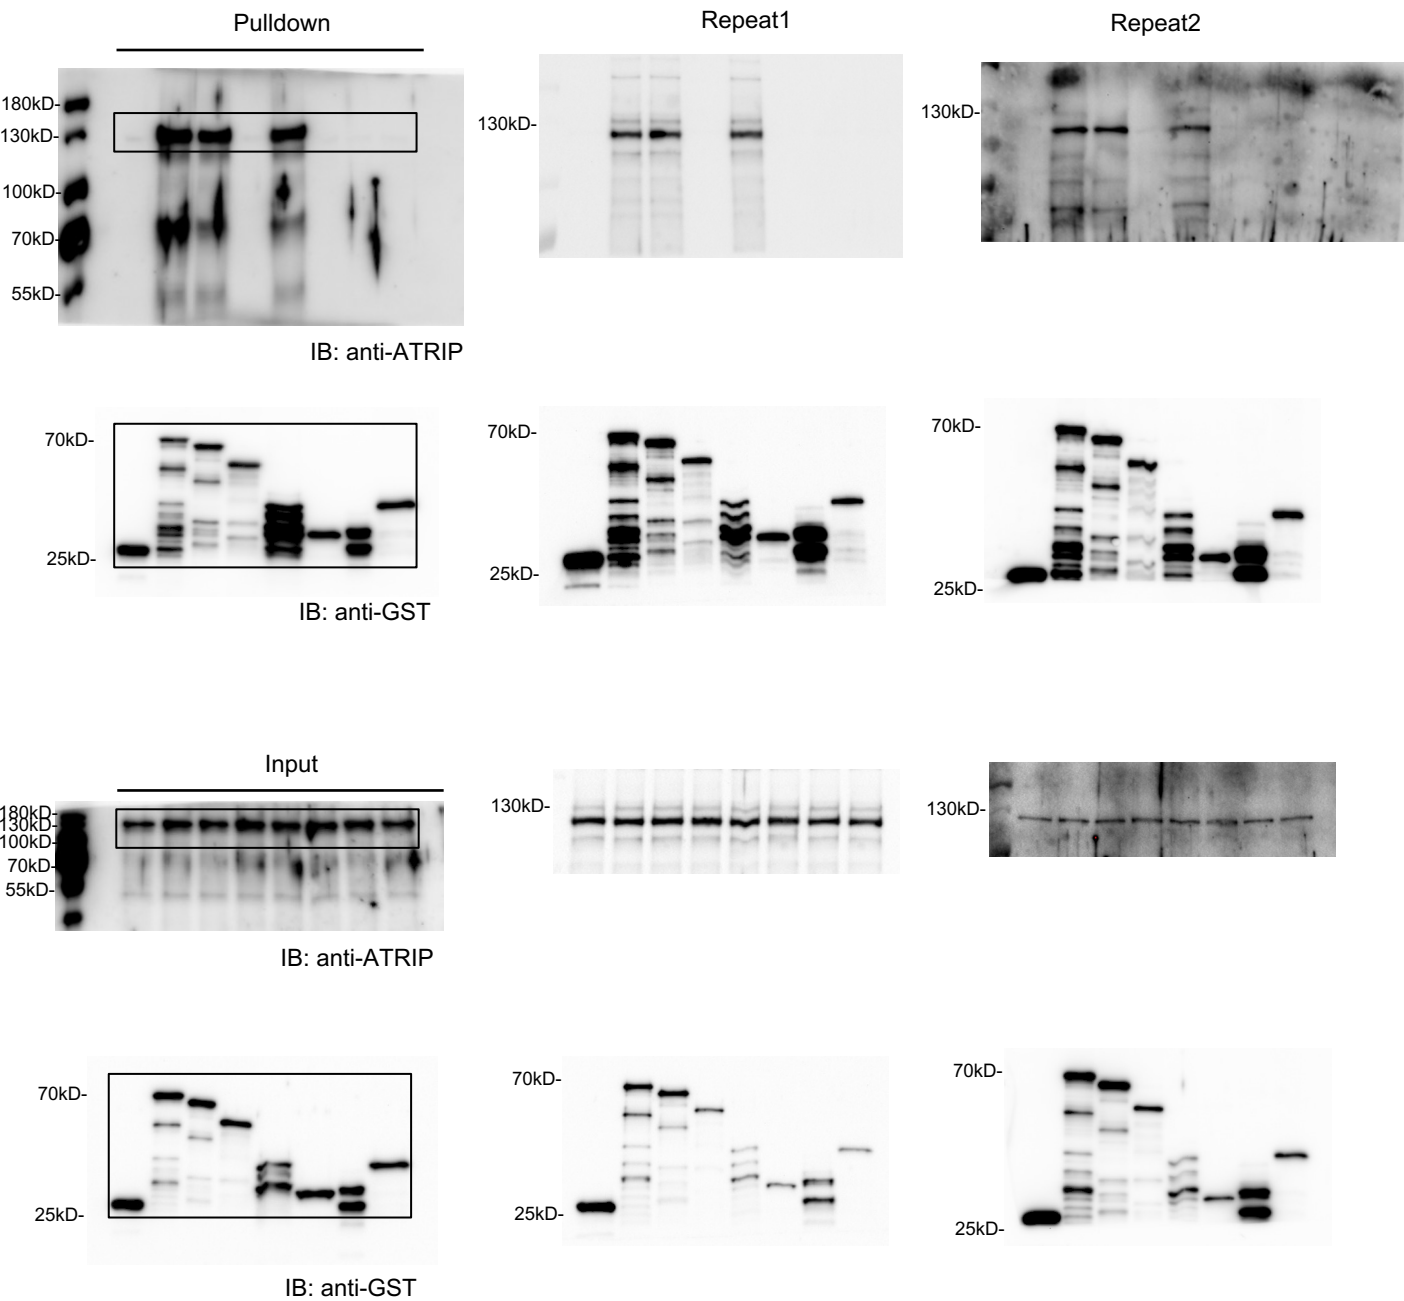 Pulldown
Repeat1
Repeat2
180kD-
130kD-
100kD-
70kD-
55kD-
130kD-
130kD-
IB: anti-ATRIP
70kD-
25kD-
70kD-
25kD-
70kD-
25kD-
IB: anti-GST
Input
180kD-
130kD-
100kD-
70kD-
55kD-
130kD-
130kD-
IB: anti-ATRIP
70kD-
25kD-
70kD-
25kD-
70kD-
25kD-
IB: anti-GST